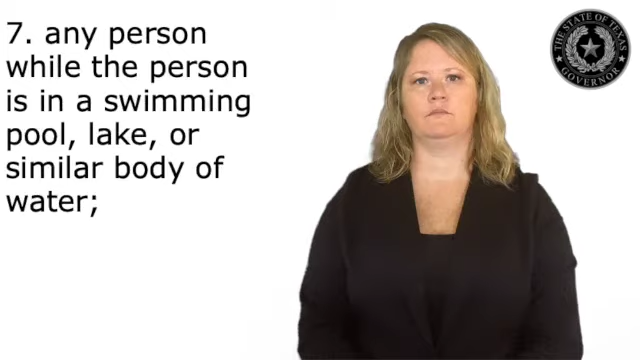 7. any person
while the person
is in a swimming
pool, lake, or
similar body of
water;
THE STATE OF TEXAS
GOVERNOR